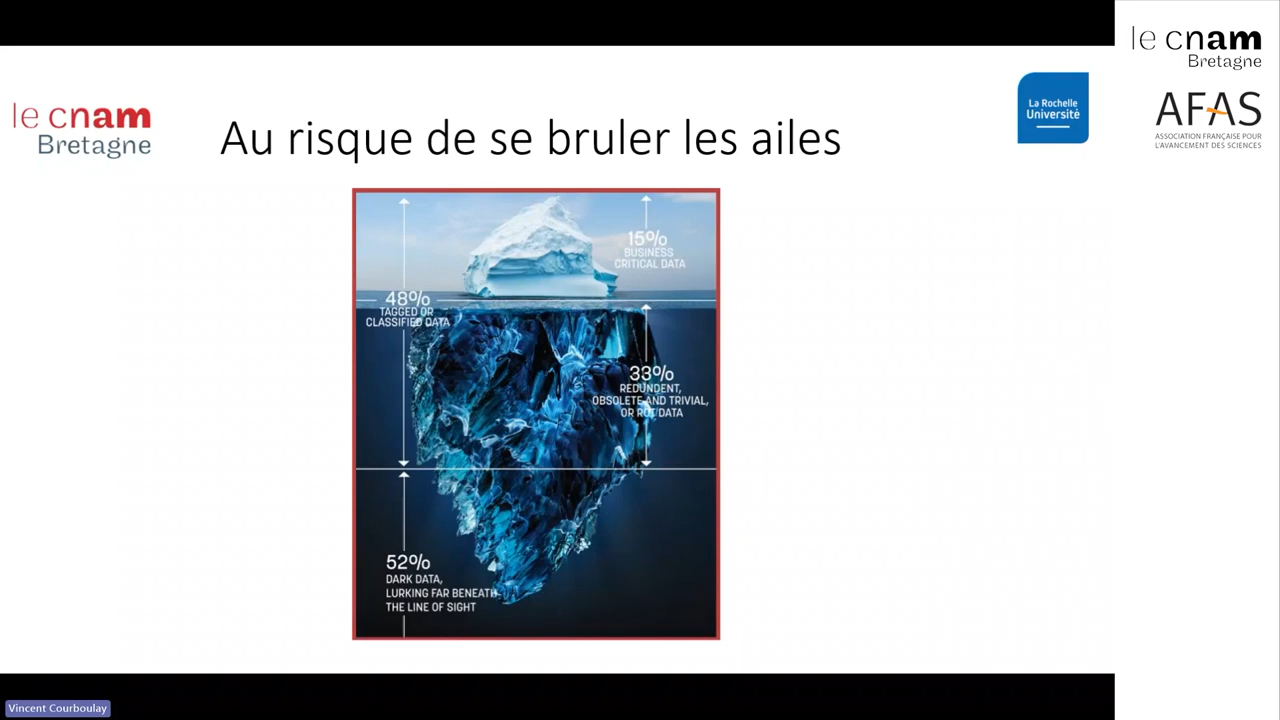 le cnam
Bretagne
Au risque de se bruler les ailes
La Rochelle
Université
le cnam
Bretagne
AFAS
ASSOCIATION FRANÇAISE POUR
L'AVANCEMENT DES SCIENCES
15%
BUSINESS
CRITICAL DATA
48%
TAGGED OR
CLASSIFIED DATA
33%
REDUNDENT,
OBSOLETE AND TRIVIAL,
OR ROT DATA
52%
DARK DATA,
LURKING FAR BENEATH
THE LINE OF SIGHT
Vincent Courboulay